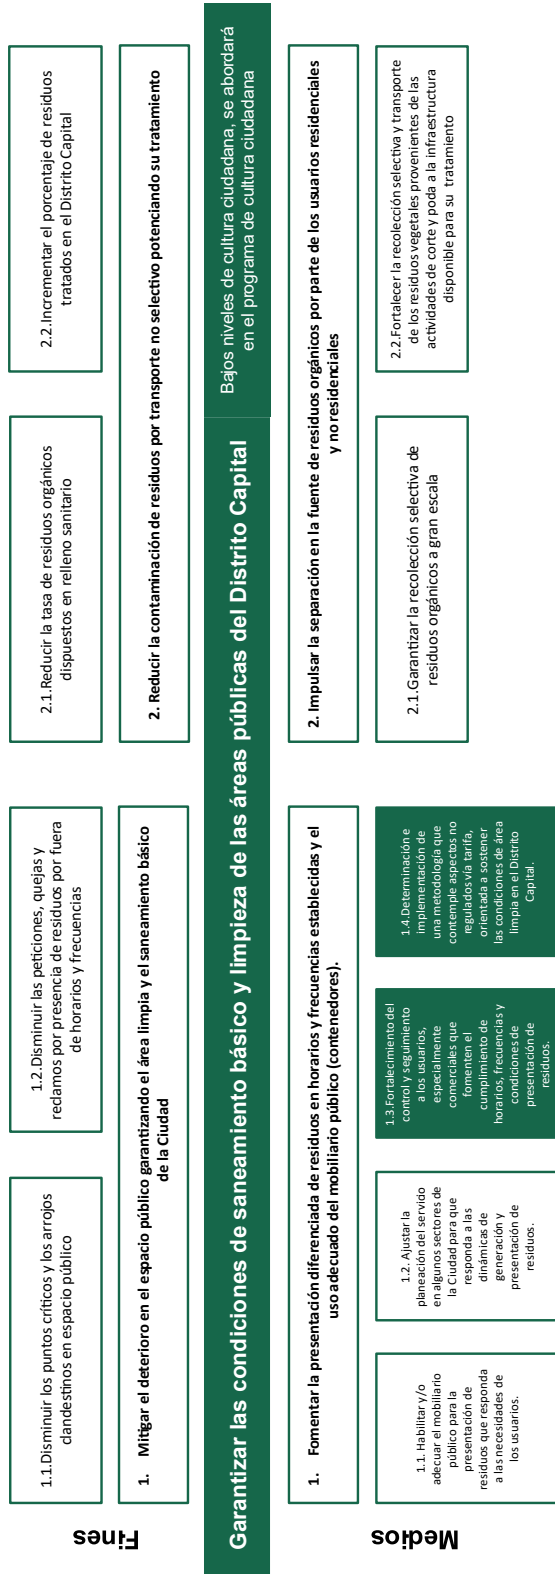 Fines
1.1.Disminuir los puntos críticos y los arrojos
clandestinos en espacio público
1.2.Disminuir las peticiones, quejas y
reclamos por presencia de residuos por fuera
de horarios y frecuencias
2.1.Reducir la tasa de residuos orgánicos
dispuestos en relleno sanitario
2.2.Incrementar el porcentaje de residuos
tratados en el Distrito Capital
1. Mitigar el deterioro en el espacio público garantizando el área limpia y el saneamiento básico
de la Ciudad
2. Reducir la contaminación de residuos por transporte no selectivo potenciando su tratamiento
Garantizar las condiciones de saneamiento básico y limpieza de las áreas públicas del Distrito Capital
Bajos niveles de cultura ciudadana, se abordará
en el programa de cultura ciudadana
Medios
1. Fomentar la presentación diferenciada de residuos en horarios y frecuencias establecidas y el
uso adecuado del mobiliario público (contenedores).
2. Impulsar la separación en la fuente de residuos orgánicos por parte de los usuarios residenciales
y no residenciales
1.1. Habilitar y/o
adecuar el mobiliario
público para la
presentación de
residuos que responda
a las necesidades de
los usuarios.
1.2. Ajustar la
planeación del servicio
en algunos sectores de
la Ciudad para que
responda a las
dinámicas de
generación y
presentación de
residuos.
1.3.Fortalecimiento del
control y seguimiento
a los usuarios,
especialmente
comerciales que
fomenten el
cumplimiento de
horarios, frecuencias y
condiciones de
presentación de
residuos.
1.4.Determinación e
implementación de
una metodología que
contemple aspectos no
regulados vía tarifa,
orientada a sostener
las condiciones de área
limpia en el Distrito
Capital.
2.1.Garantizar la recolección selectiva de
residuos orgánicos a gran escala
2.2.Fortalecer la recolección selectiva y transporte
de los residuos vegetales provenientes de las
actividades de corte y poda a la infraestructura
disponible para su tratamiento